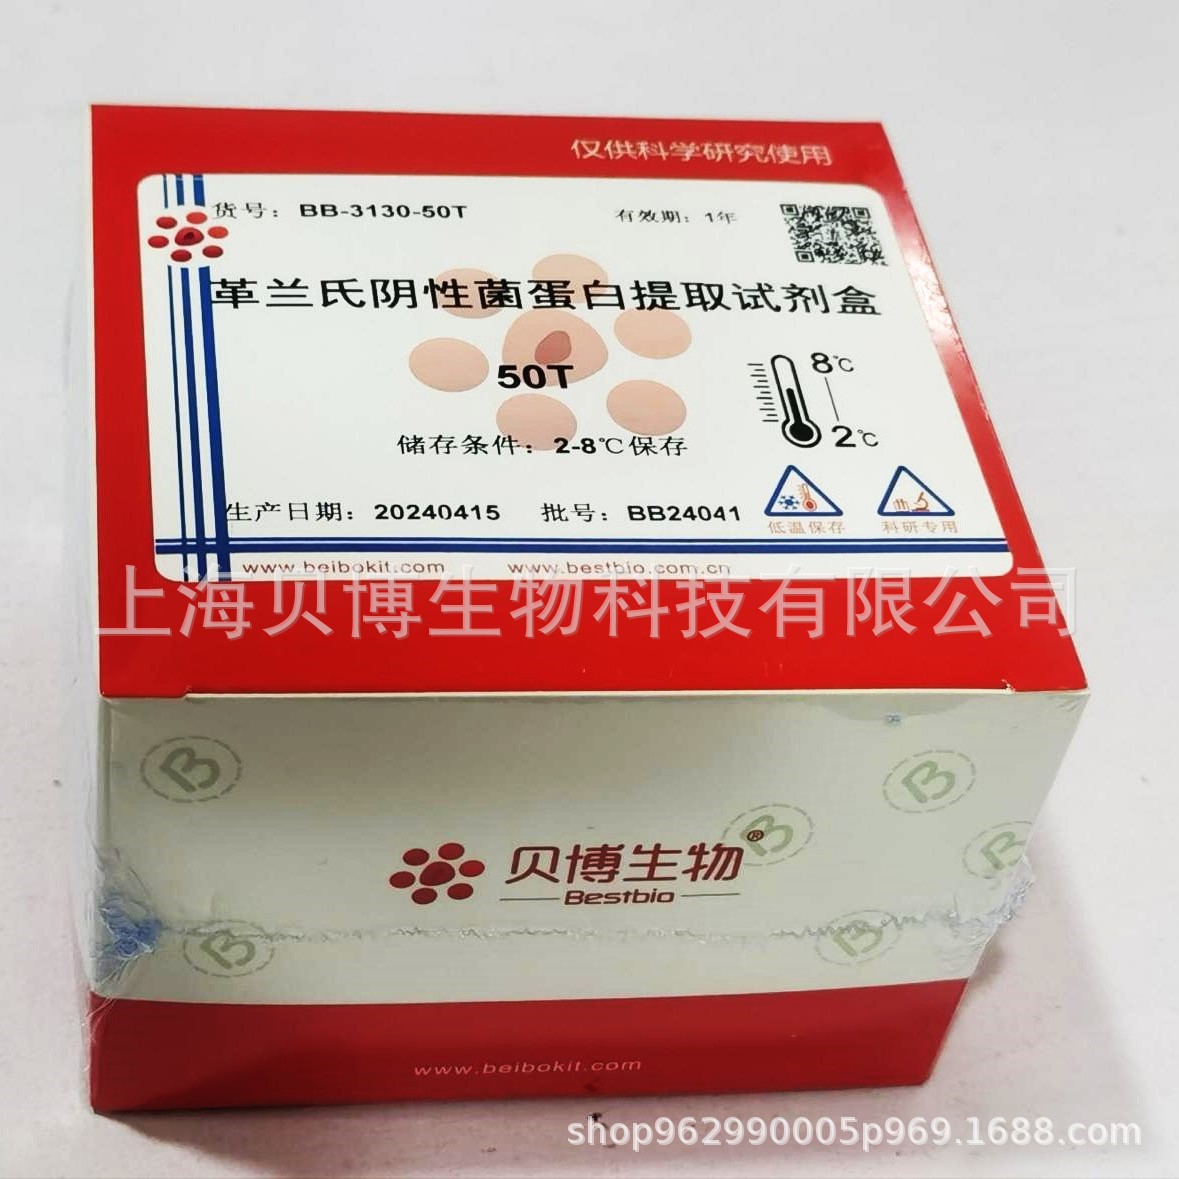 仅供科学研究使用
货号：BB-3130-50T
有效期：1年
革兰氏阴性菌蛋白提取试剂盒
50T
8℃
2℃
储存条件：2-8℃保存
生产日期：20240415 批号：BB24041
低温保存 科研专用
www.beibokit.com www.bestbio.com.cn
上海贝博生物科技有限公司
贝博生物®
Bestbio
www.beibokit.com
shop962990005p969.1688.com